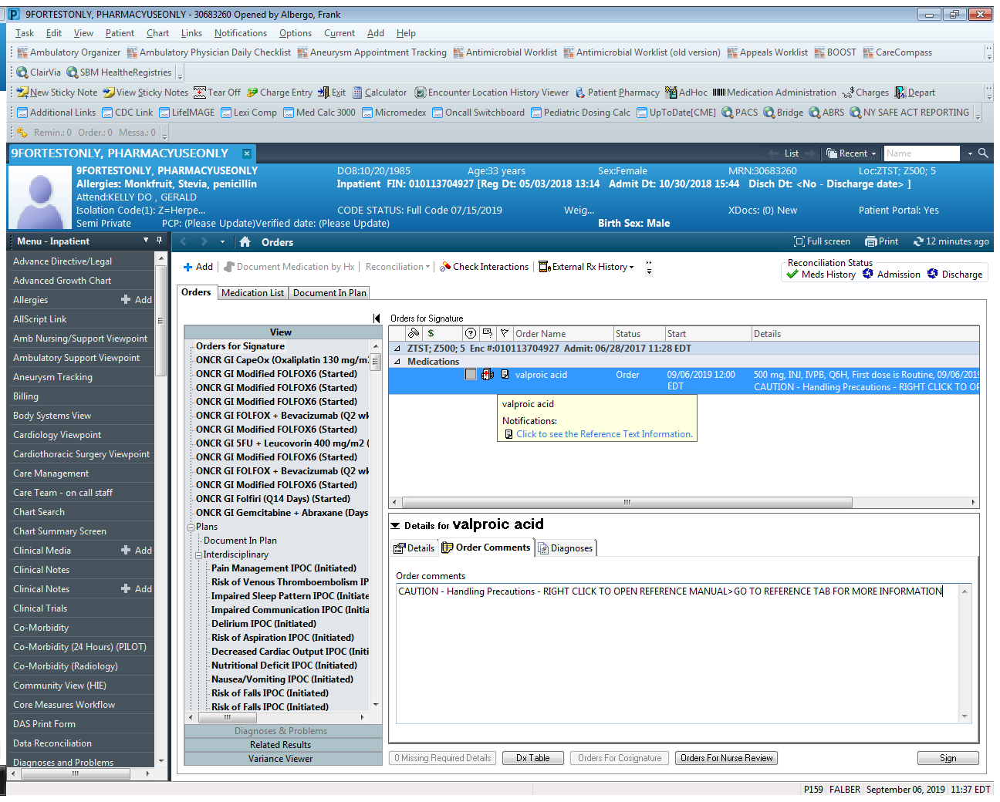 9FORTESTONLY, PHARMACYUSEONLY - 30683260 Opened by Albergo, Frank
Task Edit View Patient Chart Links Notifications Options Current Add Help
Ambulatory Organizer Ambulatory Physician Daily Checklist Aneurysm Appointment Tracking Antimicrobial Worklist Antimicrobial Worklist (old version) Appeals Worklist BOOST CareCompass
ClairVia SBM HealtheRegistries
New Sticky Note View Sticky Notes Tear Off Charge Entry Exit Calculator Encounter Location History Viewer Patient Pharmacy AdHoc Medication Administration Charges Depart
Additional Links CDC Link LifeIMAGE Lexi Comp Med Calc 3000 Micromedex Oncall Switchboard Pediatric Dosing Calc UpToDate[CME] PACS Bridge ABRS NY SAFE ACT REPORTING
Remin.: 0 Order.: 0 Messa.: 0
9FORTESTONLY, PHARMACYUSEONLY List Recent Name
9FORTESTONLY, PHARMACYUSEONLY DOB:10/20/1985 Age:33 years Sex:Female MRN:30683260 Loc:ZTST; Z500; 5
Allergies: Monkfruit, Stevia, penicillin Inpatient FIN: 010113704927 [Reg Dt: 05/03/2018 13:14 Admit Dt: 10/30/2018 15:44 Disch Dt: <No - Discharge date> ]
Attend:KELLY DO , GERALD
Isolation Code(1): Z=Herpe... CODE STATUS: Full Code 07/15/2019 Weig... XDocs: (0) New Patient Portal: Yes
Semi Private PCP: (Please Update)Verified date: (Please Update) Birth Sex: Male
Menu - Inpatient
Orders Full screen Print 12 minutes ago
Advance Directive/Legal
Advanced Growth Chart
Allergies Add
AllScript Link
Amb Nursing/Support Viewpoint
Ambulatory Support Viewpoint
Aneurysm Tracking
Billing
Body Systems View
Cardiology Viewpoint
Cardiothoracic Surgery Viewpoint
Care Management
Care Team - on call staff
Chart Search
Chart Summary Screen
Clinical Media Add
Clinical Notes
Clinical Notes Add
Clinical Trials
Co-Morbidity
Co-Morbidity (24 Hours) (PILOT)
Co-Morbidity (Radiology)
Community View (HIE)
Core Measures Workflow
DAS Print Form
Data Reconciliation
Diagnoses and Problems
Add Document Medication by Hx Reconciliation Check Interactions External Rx History
Reconciliation Status
Meds History Admission Discharge
Orders Medication List Document In Plan
View
Orders for Signature
ONCR GI CapeOx (Oxaliplatin 130 mg/m
ONCR GI Modified FOLFOX6 (Started)
ONCR GI Modified FOLFOX6 (Started)
ONCR GI Modified FOLFOX6 (Started)
ONCR GI FOLFOX + Bevacizumab (Q2 wk
ONCR GI Modified FOLFOX6 (Started)
ONCR GI 5FU + Leucovorin 400 mg/m2 (
ONCR GI Modified FOLFOX6 (Started)
ONCR GI FOLFOX + Bevacizumab (Q2 wk
ONCR GI Modified FOLFOX6 (Started)
ONCR GI Folfiri (Q14 Days) (Started)
ONCR GI Gemcitabine + Abraxane (Days
Plans
Document In Plan
Interdisciplinary
Pain Management IPOC (Initiated)
Risk of Venous Thromboembolism IP
Impaired Sleep Pattern IPOC (Initiate
Impaired Communication IPOC (Initia
Delirium IPOC (Initiated)
Risk of Aspiration IPOC (Initiated)
Decreased Cardiac Output IPOC (Initi
Nutritional Deficit IPOC (Initiated)
Nausea/Vomiting IPOC (Initiated)
Risk of Falls IPOC (Initiated)
Risk of Falls IPOC (Initiated)
Diagnoses & Problems
Related Results
Variance Viewer
Orders for Signature
$ Order Name Status Start Details
ZTST; Z500; 5 Enc #:010113704927 Admit: 06/28/2017 11:28 EDT
Medications
valproic acid Order 09/06/2019 12:00 500 mg, INJ, IVPB, Q6H, First dose is Routine, 09/06/2019
EDT CAUTION - Handling Precautions - RIGHT CLICK TO OP
valproic acid
Notifications:
Click to see the Reference Text Information.
Details for valproic acid
Details Order Comments Diagnoses
Order comments
CAUTION - Handling Precautions - RIGHT CLICK TO OPEN REFERENCE MANUAL>GO TO REFERENCE TAB FOR MORE INFORMATION
0 Missing Required Details Dx Table Orders For Cosignature Orders For Nurse Review Sign
P159 FALBER September 06, 2019 11:37 EDT